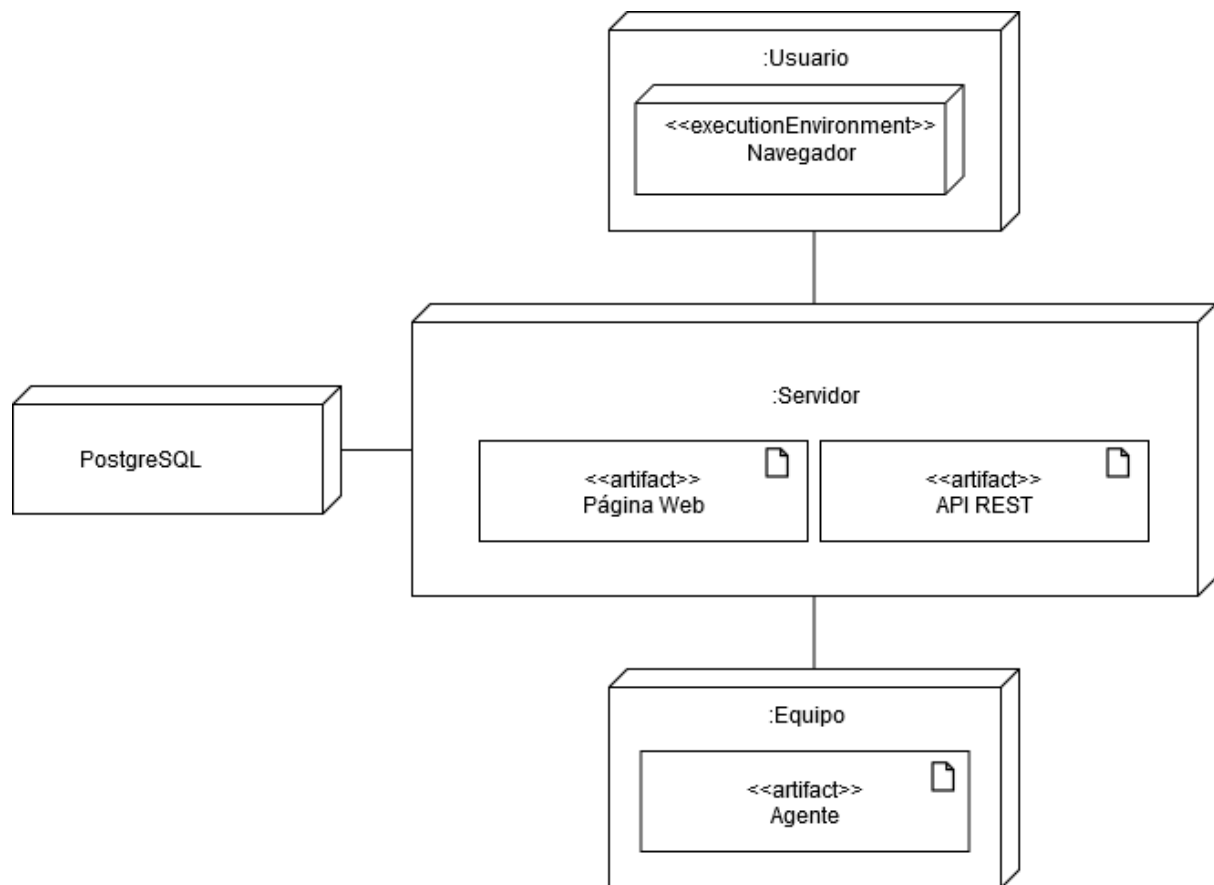 :Usuario
<<executionEnvironment>>
Navegador
:Servidor
PostgreSQL
<<artifact>>
Página Web
<<artifact>>
API REST
:Equipo
<<artifact>>
Agente